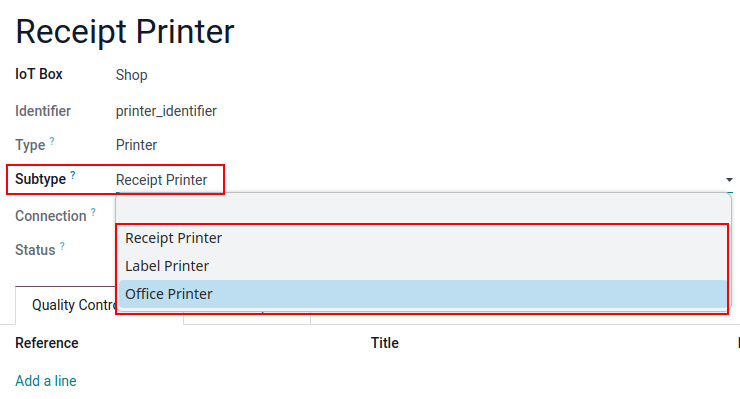 Receipt Printer
IoT Box Shop
Identifier printer_identifier
Type ? Printer
Subtype ? Receipt Printer
Connection ?
Receipt Printer
Status ?
Label Printer
Office Printer
Quality Contro
Reference Title
Add a line